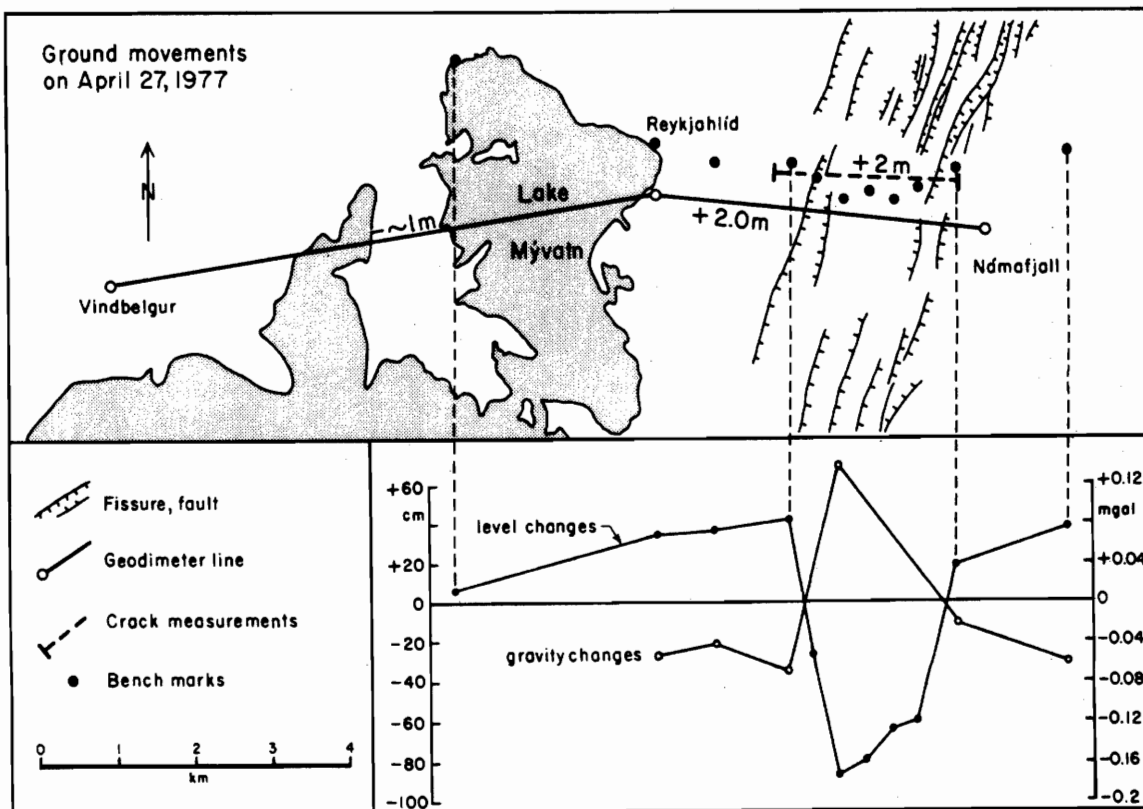 Ground movements
on April 27, 1977
N
Reykjahlíd
+2m
Lake
~1m
+2.0m
Mývatn
Námafjall
Vindbelgur
Fissure, fault
Geodimeter line
Crack measurements
Bench marks
0 1 2 3 4
km
+60
cm
+20
0
-20
-40
-60
-80
-100
level changes
gravity changes
+0.12
mgal
+0.04
0
-0.04
-0.08
-0.12
-0.16
-0.2